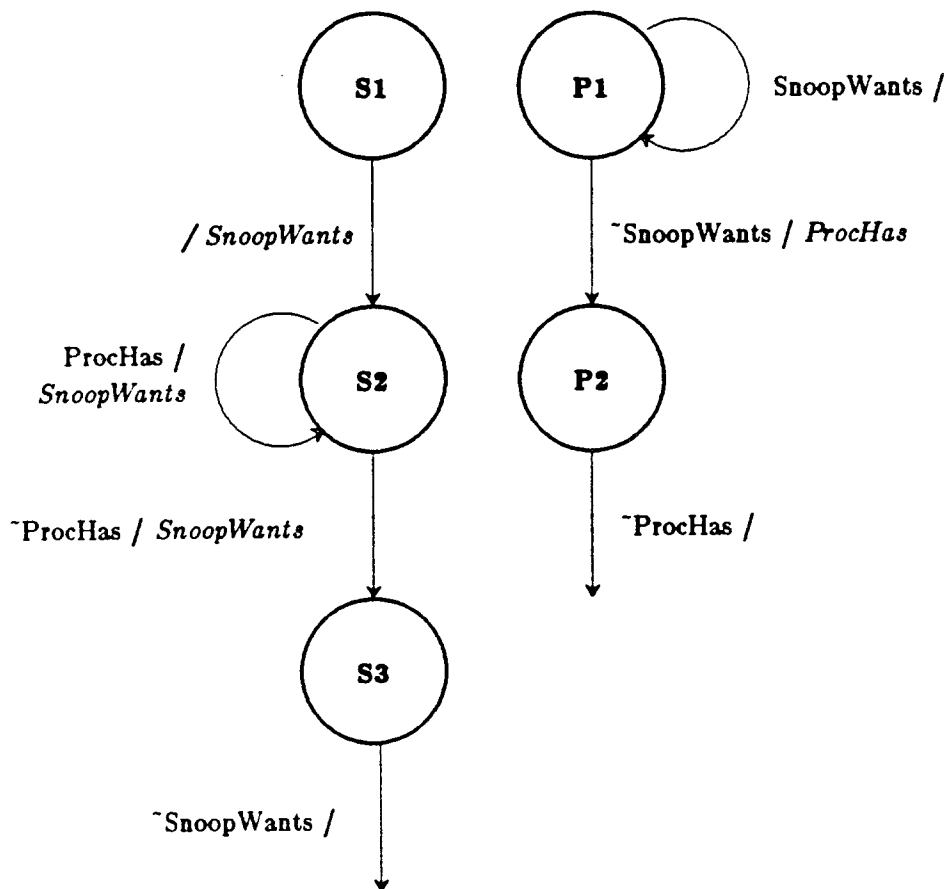 S1
P1
SnoopWants /
/ SnoopWants
~SnoopWants / ProcHas
ProcHas /
SnoopWants
S2
P2
~ProcHas / SnoopWants
~ProcHas /
S3
~SnoopWants /